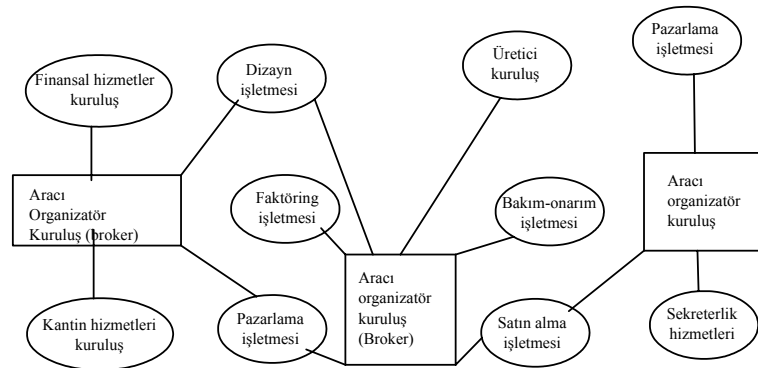 Finansal hizmetler
kuruluş
Dizayn
işletmesi
Üretici
kuruluş
Pazarlama
işletmesi
Aracı
Organizatör
Kuruluş (broker)
Faktöring
işletmesi
Bakım-onarım
işletmesi
Aracı
organizatör
kuruluş
Kantin hizmetleri
kuruluş
Pazarlama
işletmesi
Aracı
organizatör
kuruluş
(Broker)
Satın alma
işletmesi
Sekreterlik
hizmetleri